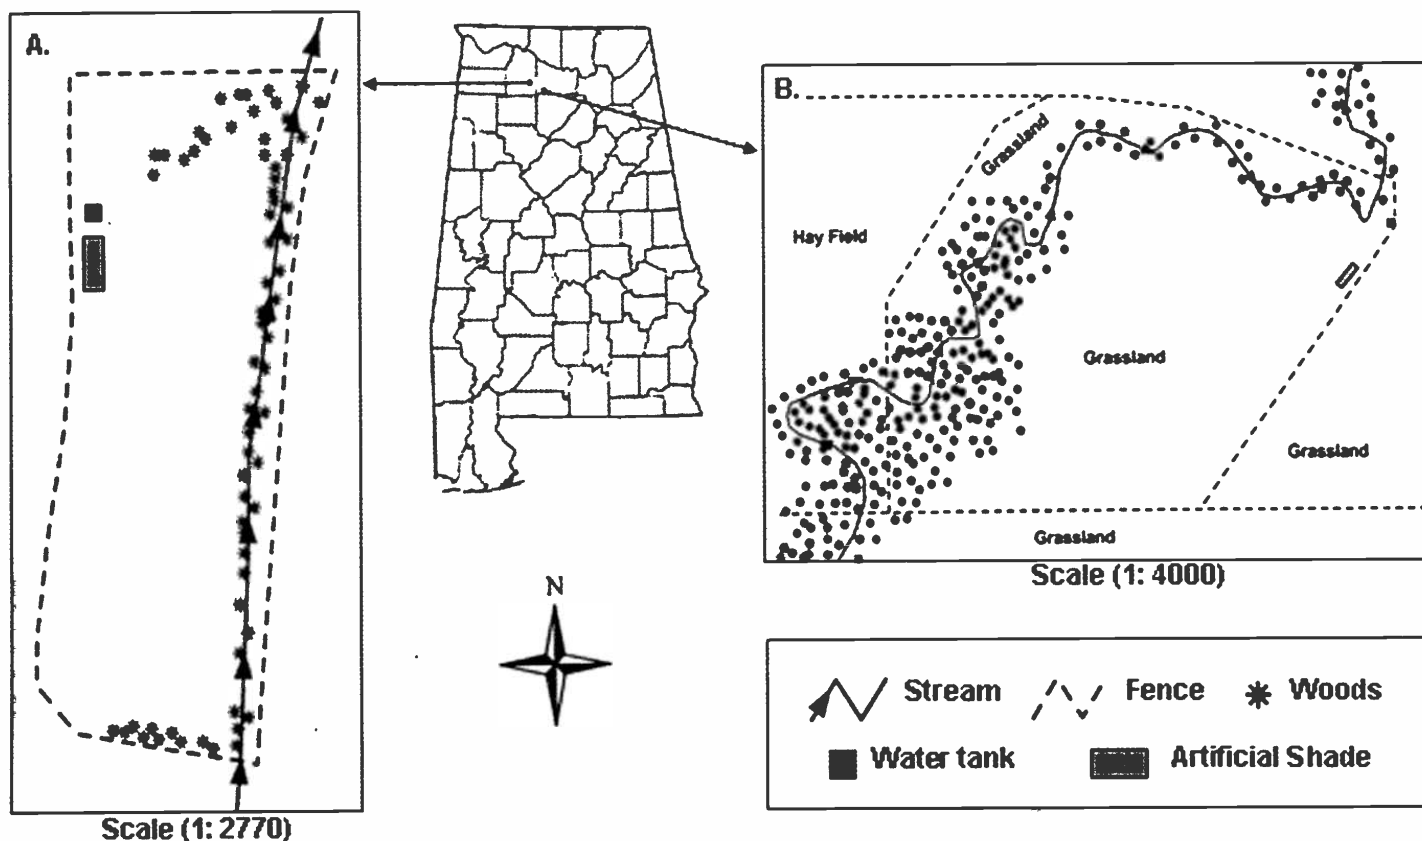 A.
Scale (1: 2770)
N
B.
Grassland
Hay Field
Grassland
Grassland
Grassland
Scale (1: 4000)
Stream
Fence
Woods
Water tank
Artificial Shade